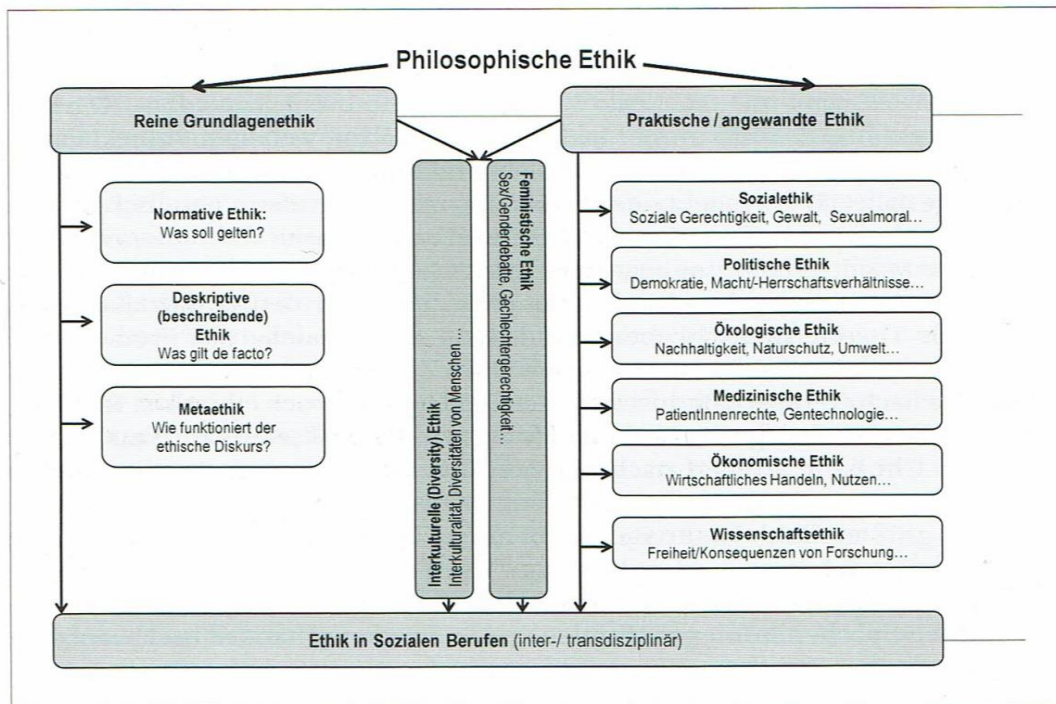 Philosophische Ethik
Reine Grundlagenethik
Praktische / angewandte Ethik
Normative Ethik:
Was soll gelten?
Deskriptive
(beschreibende)
Ethik
Was gilt de facto?
Metaethik
Wie funktioniert der
ethische Diskurs?
Interkulturelle (Diversity) Ethik
Interkulturalität, Diversitäten von Menschen ...
Feministische Ethik
Sex/Genderdebatte, Gechlechtergerechtigkeit...
Sozialethik
Soziale Gerechtigkeit, Gewalt, Sexualmoral...
Politische Ethik
Demokratie, Macht/-Herrschaftsverhältnisse...
Ökologische Ethik
Nachhaltigkeit, Naturschutz, Umwelt...
Medizinische Ethik
PatientInnenrechte, Gentechnologie...
Ökonomische Ethik
Wirtschaftliches Handeln, Nutzen...
Wissenschaftsethik
Freiheit/Konsequenzen von Forschung...
Ethik in Sozialen Berufen (inter-/ transdisziplinär)